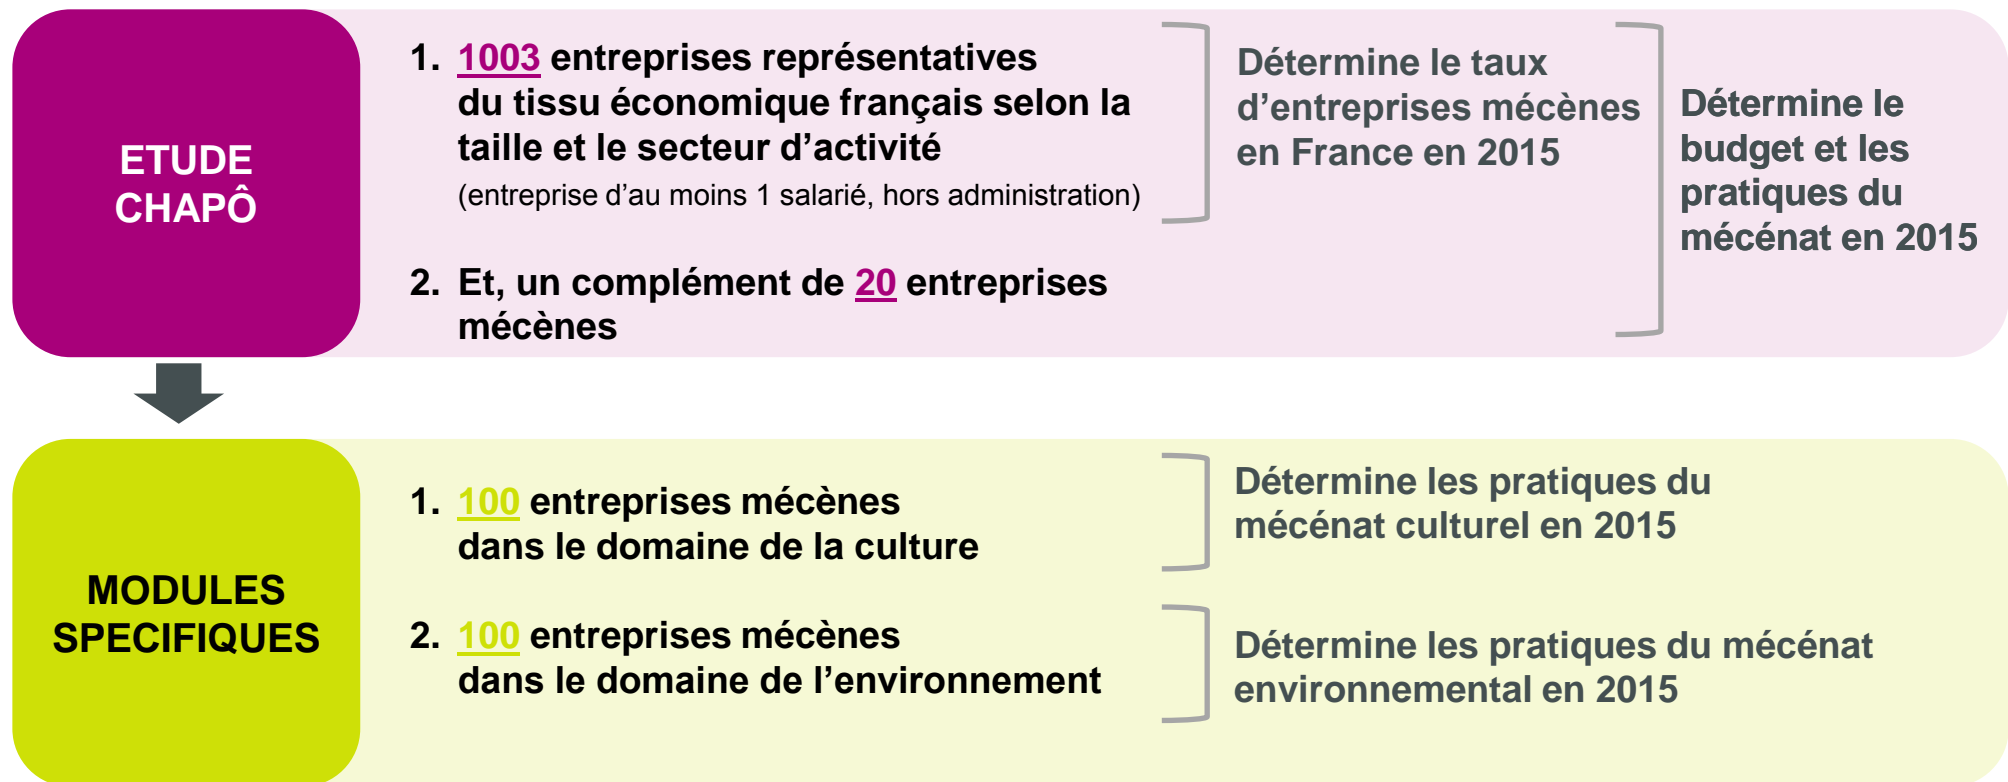 ETUDE
CHAPÔ
1. 1003 entreprises représentatives
du tissu économique français selon la
taille et le secteur d’activité
(entreprise d’au moins 1 salarié, hors administration)
2. Et, un complément de 20 entreprises
mécènes
Détermine le taux
d’entreprises mécènes
en France en 2015
Détermine le
budget et les
pratiques du
mécénat en 2015
MODULES
SPECIFIQUES
1. 100 entreprises mécènes
dans le domaine de la culture
Détermine les pratiques du
mécénat culturel en 2015
2. 100 entreprises mécènes
dans le domaine de l’environnement
Détermine les pratiques du mécénat
environnemental en 2015